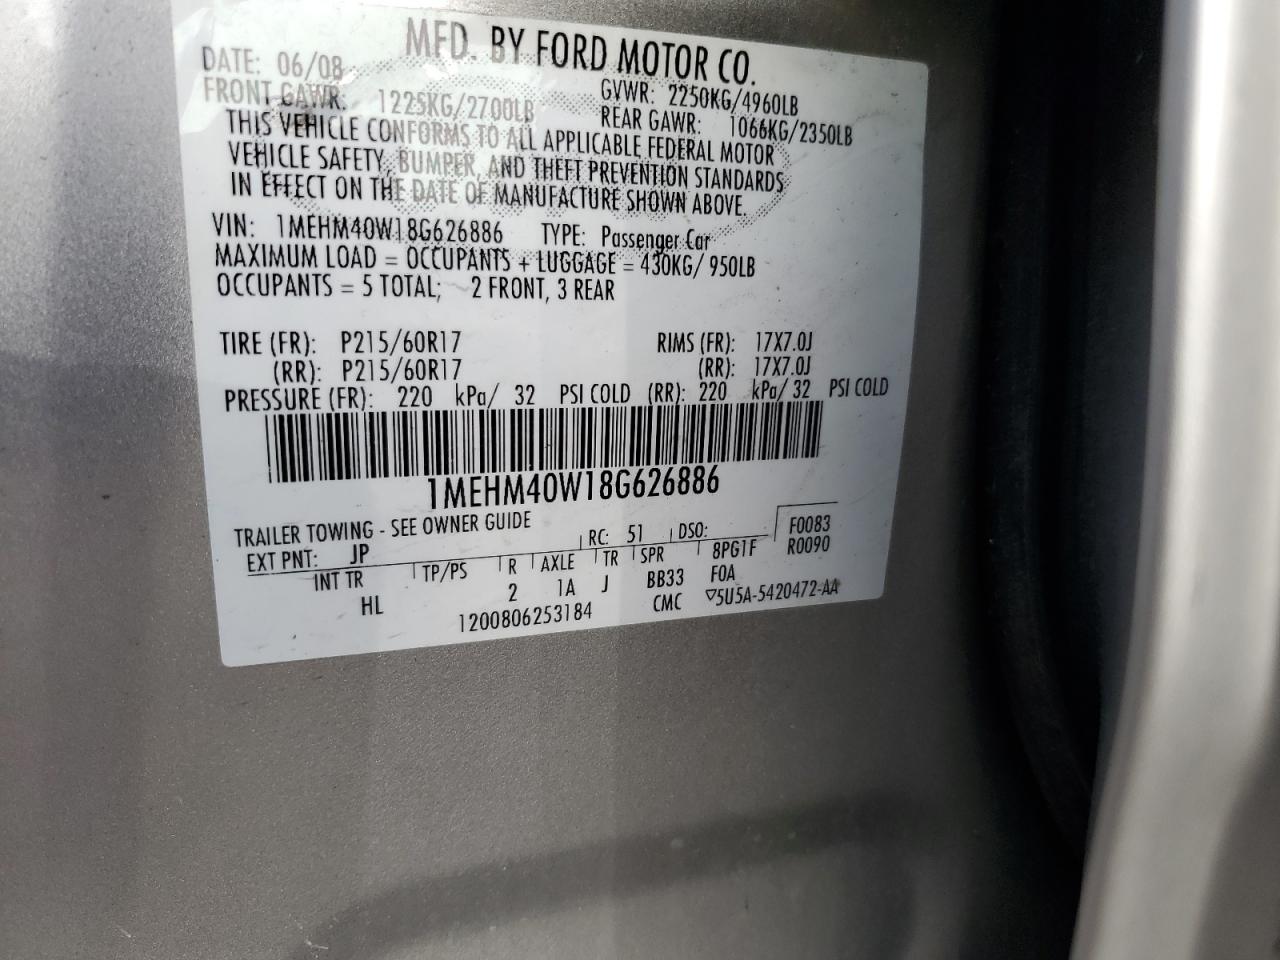 MFD. BY FORD MOTOR CO.
DATE: 06/08 GVWR: 2250KG/4960LB
FRONT GAWR: 1225KG/2700LB REAR GAWR: 1066KG/2350LB
THIS VEHICLE CONFORMS TO ALL APPLICABLE FEDERAL MOTOR
VEHICLE SAFETY, BUMPER, AND THEFT PREVENTION STANDARDS
IN EFFECT ON THE DATE OF MANUFACTURE SHOWN ABOVE.
VIN: 1MEHM40W18G626886 TYPE: Passenger Car
MAXIMUM LOAD = OCCUPANTS + LUGGAGE = 430KG/ 950LB
OCCUPANTS = 5 TOTAL; 2 FRONT, 3 REAR
TIRE (FR): P215/60R17 RIMS (FR): 17X7.0J
(RR): P215/60R17 (RR): 17X7.0J
PRESSURE (FR): 220 kPa/ 32 PSI COLD (RR): 220 kPa/ 32 PSI COLD
1MEHM40W18G626886
TRAILER TOWING - SEE OWNER GUIDE
EXT PNT: JP RC: 51 DSO: F0083
INT TR TP/PS R AXLE TR SPR 8PG1F R0090
HL 2 1A J BB33 F0A
1200806253184 CMC ▽5U5A-5420472-AA